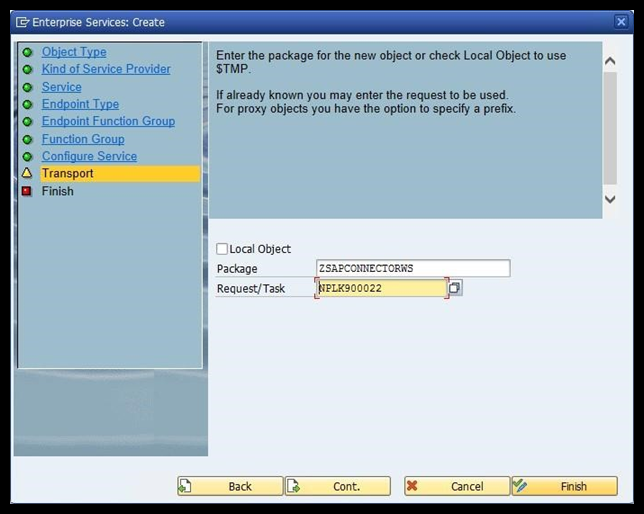 Enterprise Services: Create
Object Type
Kind of Service Provider
Service
Endpoint Type
Endpoint Function Group
Function Group
Configure Service
Transport
Finish
Enter the package for the new object or check Local Object to use
$TMP.
If already known you may enter the request to be used.
For proxy objects you have the option to specify a prefix.
Local Object
Package ZSAPCONNECTORWS
Request/Task NPLK900022
Back Cont. Cancel Finish